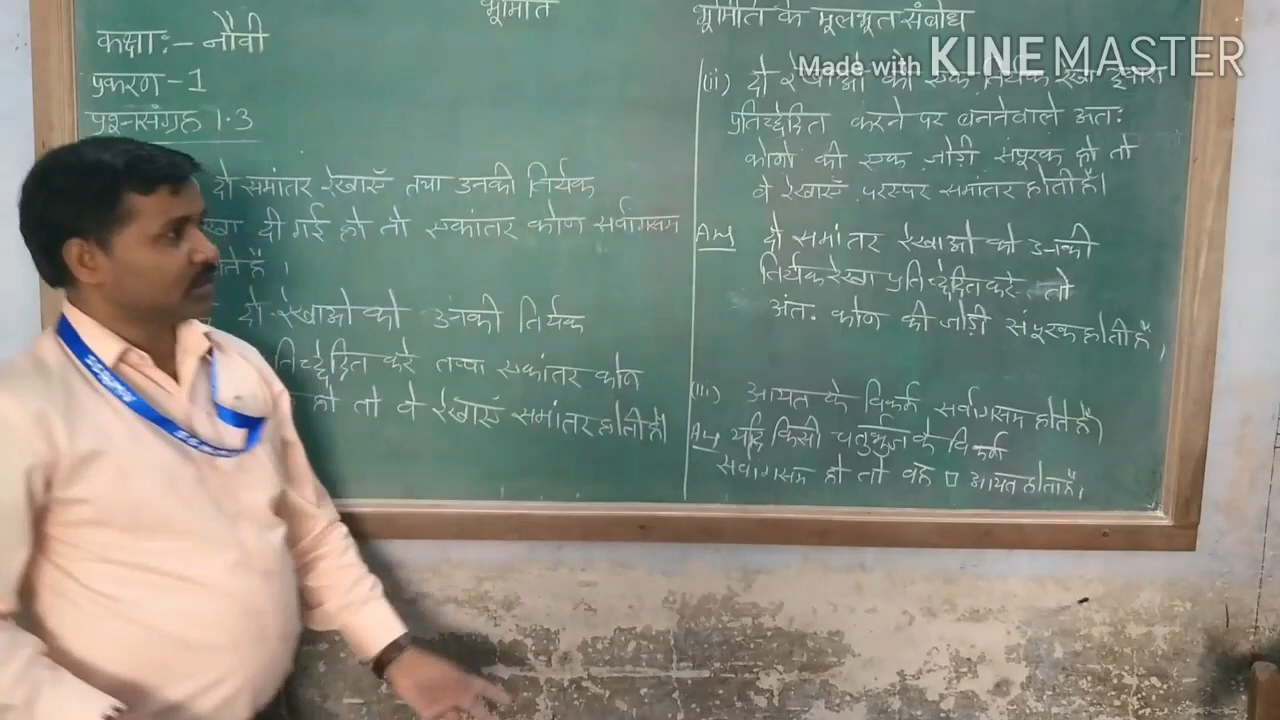 भूमिति
कक्षा:- नौवी
प्रकरण-1
प्रश्नसंग्रह 1.3
दो समांतर रेखाएँ तथा उनकी तिर्यक
दी गई हो तो एकांतर कोण सर्वांगसम
होते है।
दो रेखाओ को उनकी तिर्यक
करे तथा एकांतर कोण
हो तो वे रेखाएँ समांतर होती है।
भूमिति के मूलभूत संबोध
Made with KINEMASTER
(ii) दो रेखाओ को एक तिर्यक रेखा द्वारा
प्रतिच्छेदित करने पर बननेवाले अंत:
कोणो की एक जोड़ी संपूरक हो तो
वे रेखाएँ परस्पर समांतर होती है।
Ans दो समांतर रेखाओ को उनकी
तिर्यक रेखा प्रतिच्छेदित करे तो
अंत: कोण की जोड़ी संपूरक होती है,
(iii) आयत के विकर्ण सर्वांगसम होते है)
Ans यदि किसी चतुर्भुज के विकर्ण
सर्वांगसम हो तो वह □ आयत होता है,